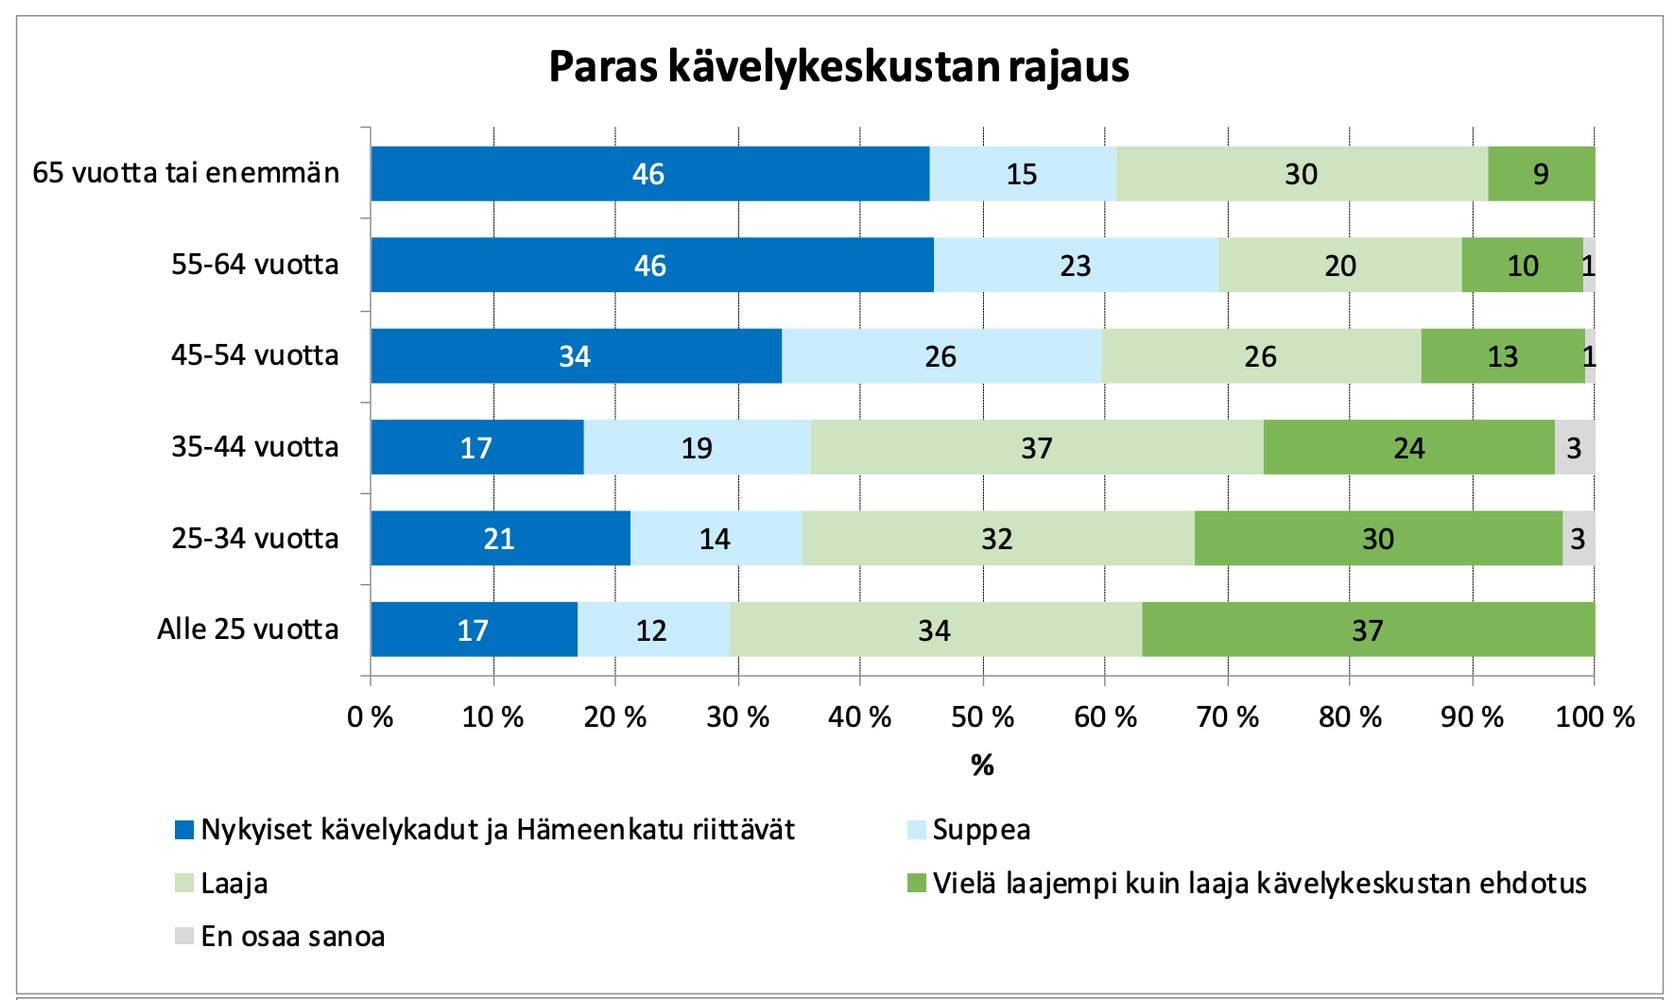 Paras kävelykeskustan rajaus
65 vuotta tai enemmän 46 15 30 9
55-64 vuotta 46 23 20 10 1
45-54 vuotta 34 26 26 13 1
35-44 vuotta 17 19 37 24 3
25-34 vuotta 21 14 32 30 3
Alle 25 vuotta 17 12 34 37
0 % 10 % 20 % 30 % 40 % 50 % 60 % 70 % 80 % 90 % 100 %
%
Nykyiset kävelykadut ja Hämeenkatu riittävät Suppea
Laaja Vielä laajempi kuin laaja kävelykeskustan ehdotus
En osaa sanoa